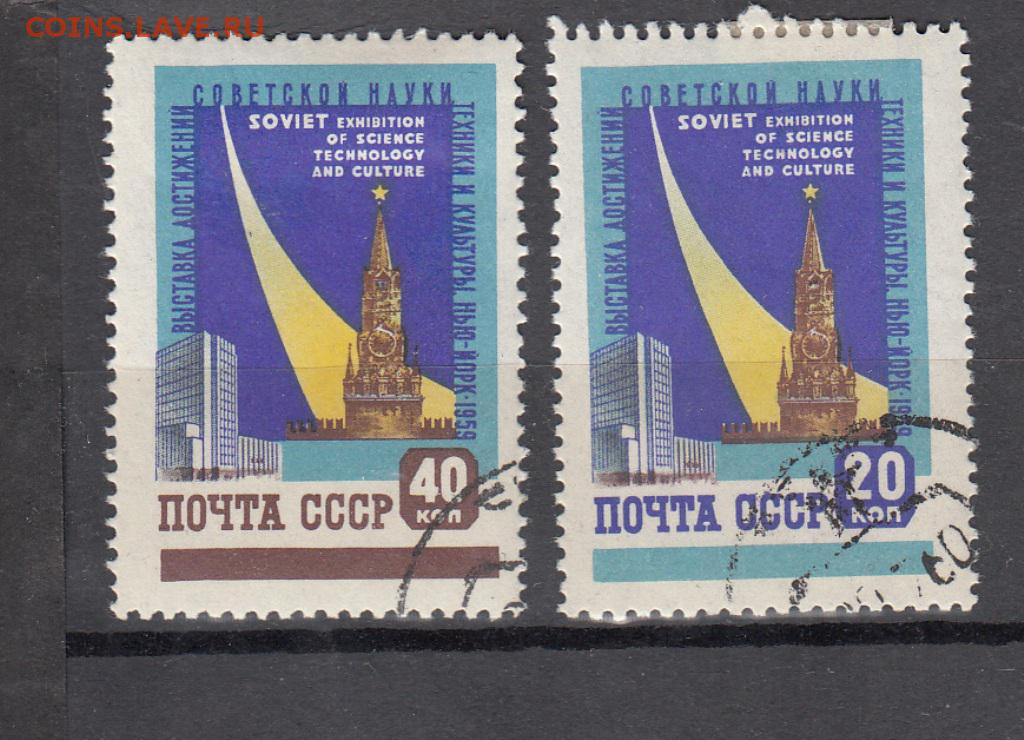 COINS.LAVE.RU
ВЫСТАВКА ДОСТИЖЕНИЙ
СОВЕТСКОЙ НАУКИ
ТЕХНИКИ И КУЛЬТУРЫ НЬЮ-ЙОРК·1959
SOVIET EXHIBITION
OF SCIENCE
TECHNOLOGY
AND CULTURE
40
коп
ПОЧТА СССР
ВЫСТАВКА ДОСТИЖЕНИЙ
СОВЕТСКОЙ НАУКИ
ТЕХНИКИ И КУЛЬТУРЫ НЬЮ-ЙОРК·1959
SOVIET EXHIBITION
OF SCIENCE
TECHNOLOGY
AND CULTURE
20
коп
ПОЧТА СССР